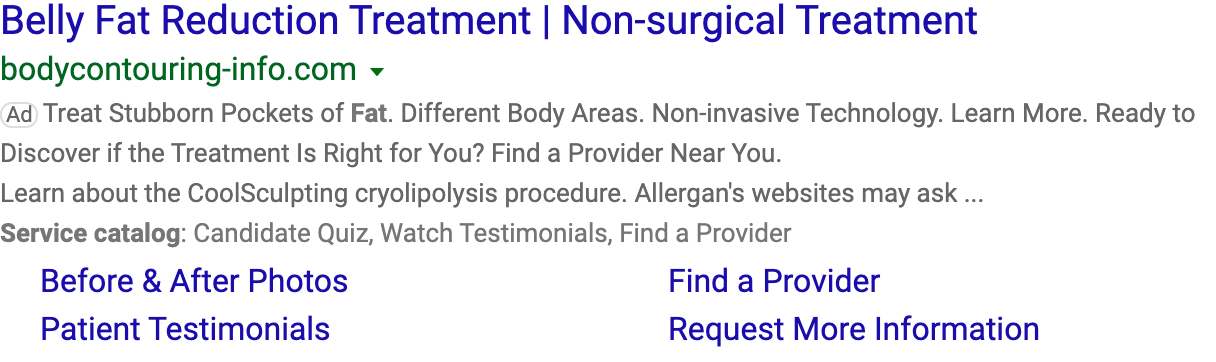 Belly Fat Reduction Treatment | Non-surgical Treatment
bodycontouring-info.com
Ad Treat Stubborn Pockets of Fat. Different Body Areas. Non-invasive Technology. Learn More. Ready to
Discover if the Treatment Is Right for You? Find a Provider Near You.
Learn about the CoolSculpting cryolipolysis procedure. Allergan's websites may ask ...
Service catalog: Candidate Quiz, Watch Testimonials, Find a Provider
Before & After Photos Find a Provider
Patient Testimonials Request More Information